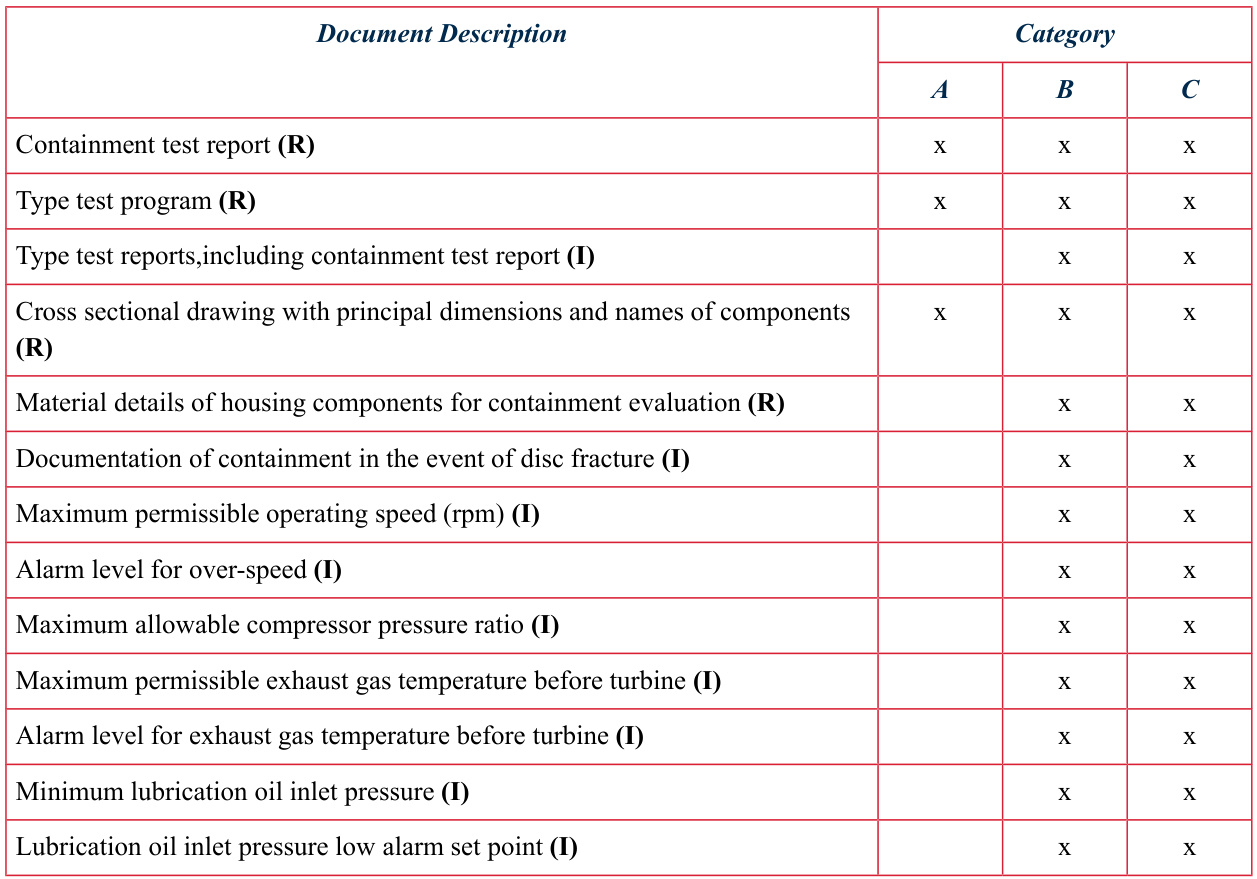 Document Description Category
A B C
Containment test report (R) x x x
Type test program (R) x x x
Type test reports,including containment test report (I) x x
Cross sectional drawing with principal dimensions and names of components x x x
(R)
Material details of housing components for containment evaluation (R) x x
Documentation of containment in the event of disc fracture (I) x x
Maximum permissible operating speed (rpm) (I) x x
Alarm level for over-speed (I) x x
Maximum allowable compressor pressure ratio (I) x x
Maximum permissible exhaust gas temperature before turbine (I) x x
Alarm level for exhaust gas temperature before turbine (I) x x
Minimum lubrication oil inlet pressure (I) x x
Lubrication oil inlet pressure low alarm set point (I) x x